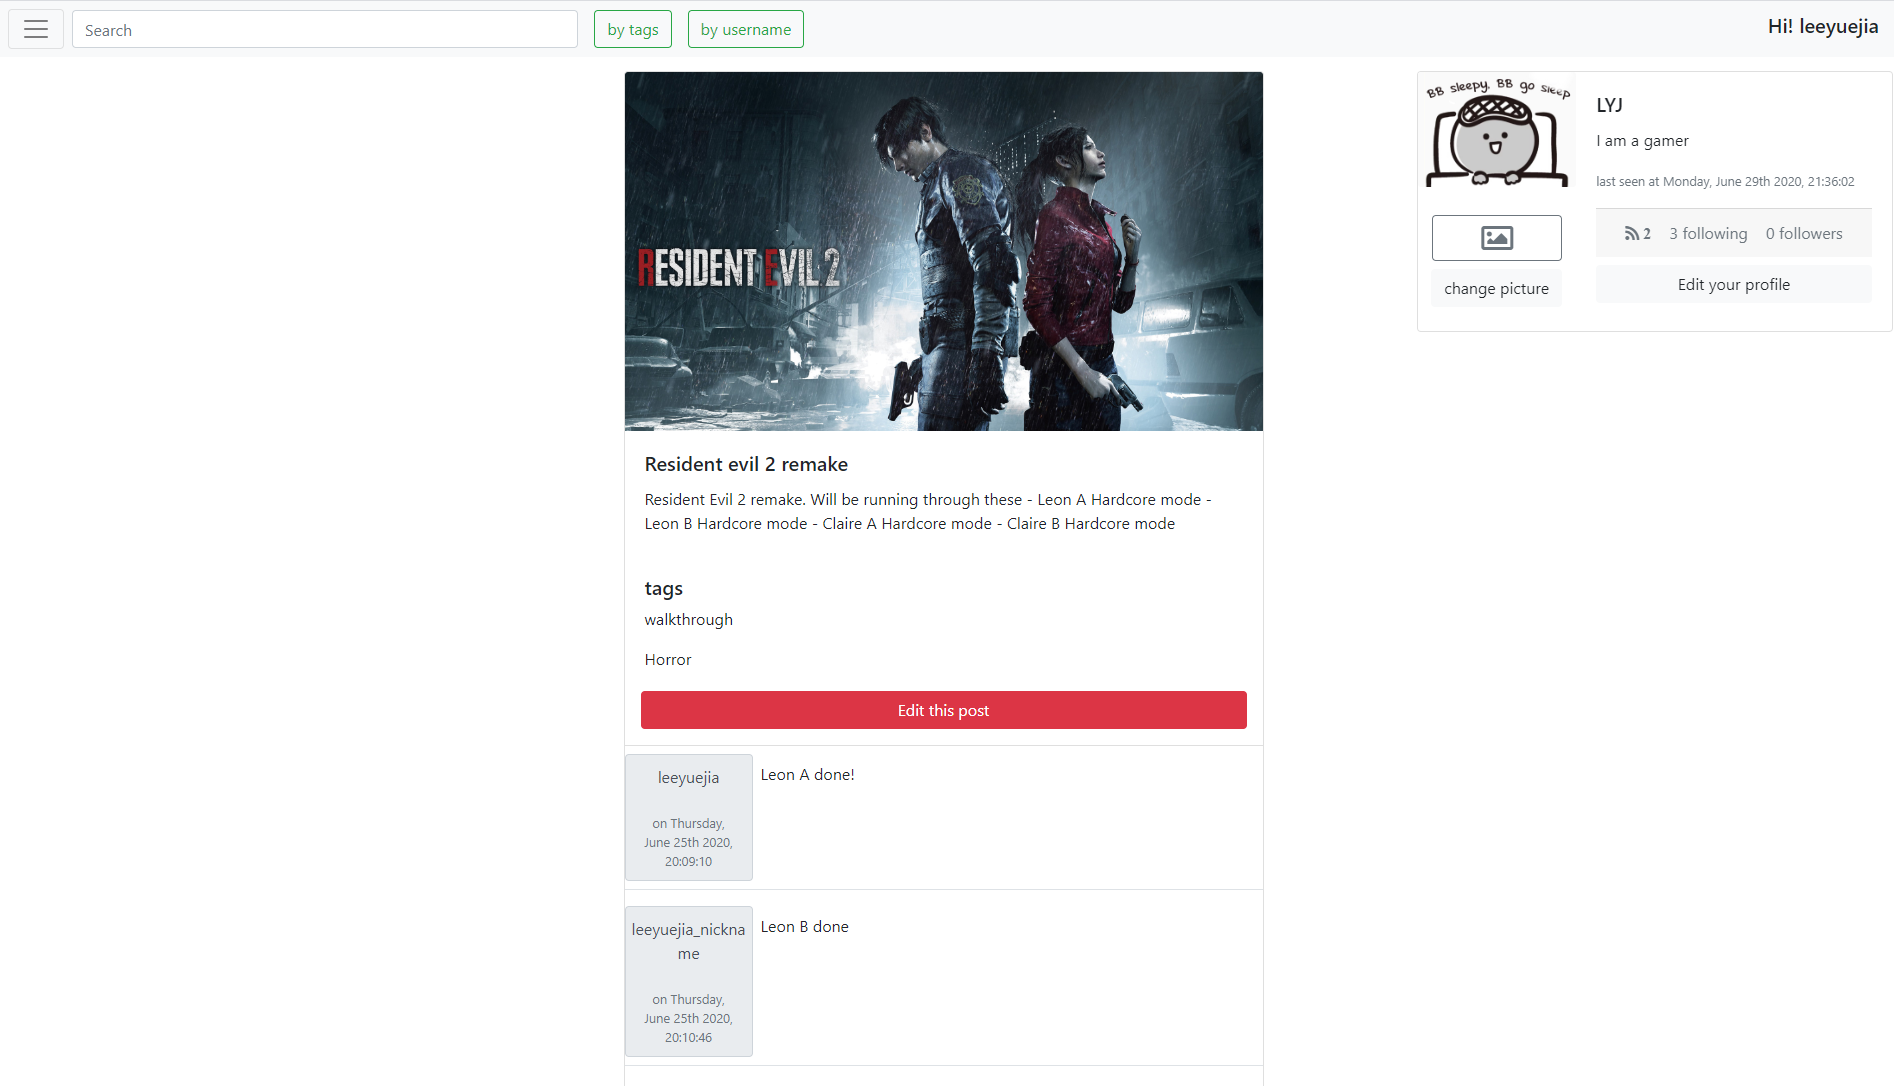 Search
by tags
by username
Hi! leeyuejia
RESIDENT EVIL 2
Resident evil 2 remake
Resident Evil 2 remake. Will be running through these - Leon A Hardcore mode -
Leon B Hardcore mode - Claire A Hardcore mode - Claire B Hardcore mode
tags
walkthrough
Horror
Edit this post
leeyuejia
on Thursday,
June 25th 2020,
20:09:10
Leon A done!
leeyuejia_nickna
me
on Thursday,
June 25th 2020,
20:10:46
Leon B done
BB sleepy. BB go sleep
LYJ
I am a gamer
last seen at Monday, June 29th 2020, 21:36:02
2 3 following 0 followers
change picture
Edit your profile